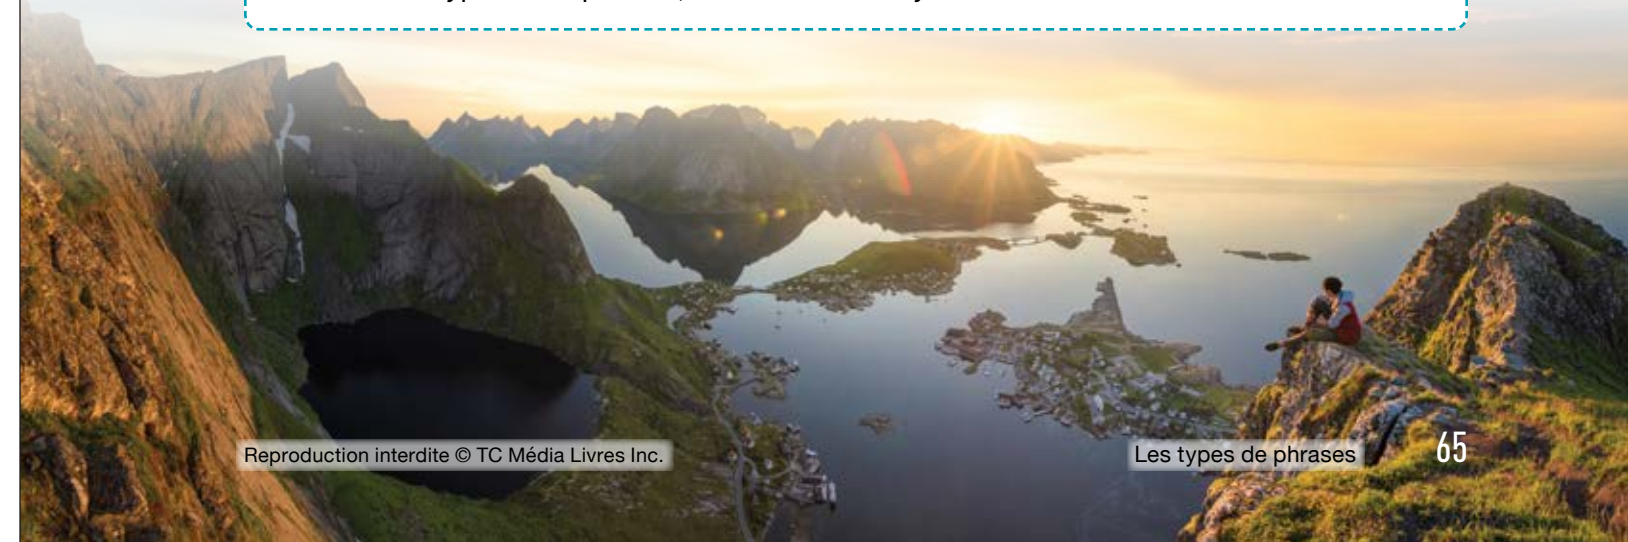 Reproduction interdite © TC Média Livres Inc.
Les types de phrases 65